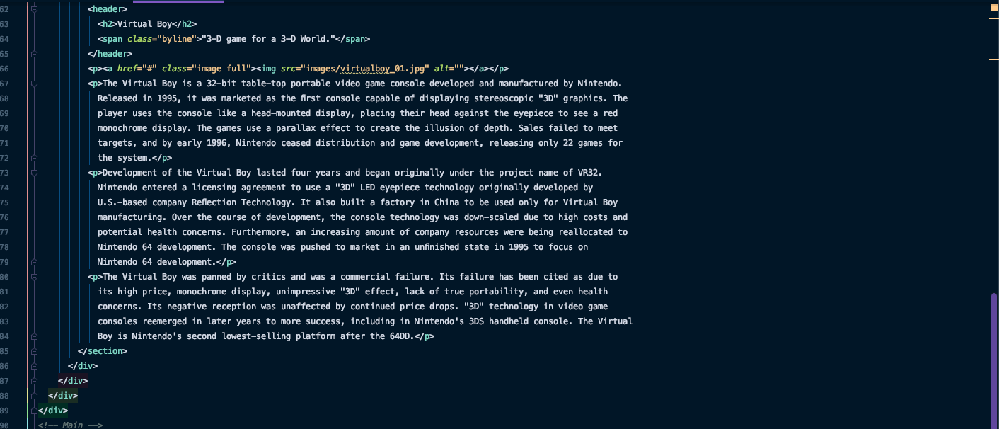 62 <header>
63 <h2>Virtual Boy</h2>
64 <span class="byline">"3-D game for a 3-D World."</span>
65 </header>
66 <p><a href="#" class="image full"><img src="images/virtualboy_01.jpg" alt=""></a></p>
67 <p>The Virtual Boy is a 32-bit table-top portable video game console developed and manufactured by Nintendo.
68 Released in 1995, it was marketed as the first console capable of displaying stereoscopic "3D" graphics. The
69 player uses the console like a head-mounted display, placing their head against the eyepiece to see a red
70 monochrome display. The games use a parallax effect to create the illusion of depth. Sales failed to meet
71 targets, and by early 1996, Nintendo ceased distribution and game development, releasing only 22 games for
72 the system.</p>
73 <p>Development of the Virtual Boy lasted four years and began originally under the project name of VR32.
74 Nintendo entered a licensing agreement to use a "3D" LED eyepiece technology originally developed by
75 U.S.-based company Reflection Technology. It also built a factory in China to be used only for Virtual Boy
76 manufacturing. Over the course of development, the console technology was down-scaled due to high costs and
77 potential health concerns. Furthermore, an increasing amount of company resources were being reallocated to
78 Nintendo 64 development. The console was pushed to market in an unfinished state in 1995 to focus on
79 Nintendo 64 development.</p>
80 <p>The Virtual Boy was panned by critics and was a commercial failure. Its failure has been cited as due to
81 its high price, monochrome display, unimpressive "3D" effect, lack of true portability, and even health
82 concerns. Its negative reception was unaffected by continued price drops. "3D" technology in video game
83 consoles reemerged in later years to more success, including in Nintendo's 3DS handheld console. The Virtual
84 Boy is Nintendo's second lowest-selling platform after the 64DD.</p>
85 </section>
86 </div>
87 </div>
88 </div>
89 </div>
90 <!-- Main -->